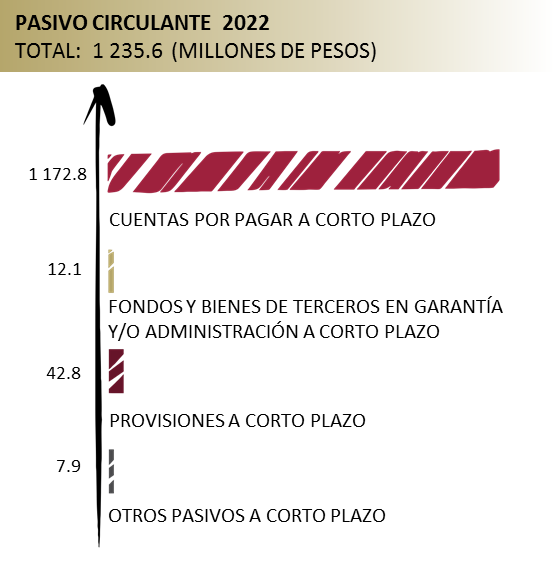 PASIVO CIRCULANTE 2022
TOTAL: 1 235.6 (MILLONES DE PESOS)
1 172.8
CUENTAS POR PAGAR A CORTO PLAZO
12.1
FONDOS Y BIENES DE TERCEROS EN GARANTÍA
Y/O ADMINISTRACIÓN A CORTO PLAZO
42.8
PROVISIONES A CORTO PLAZO
7.9
OTROS PASIVOS A CORTO PLAZO